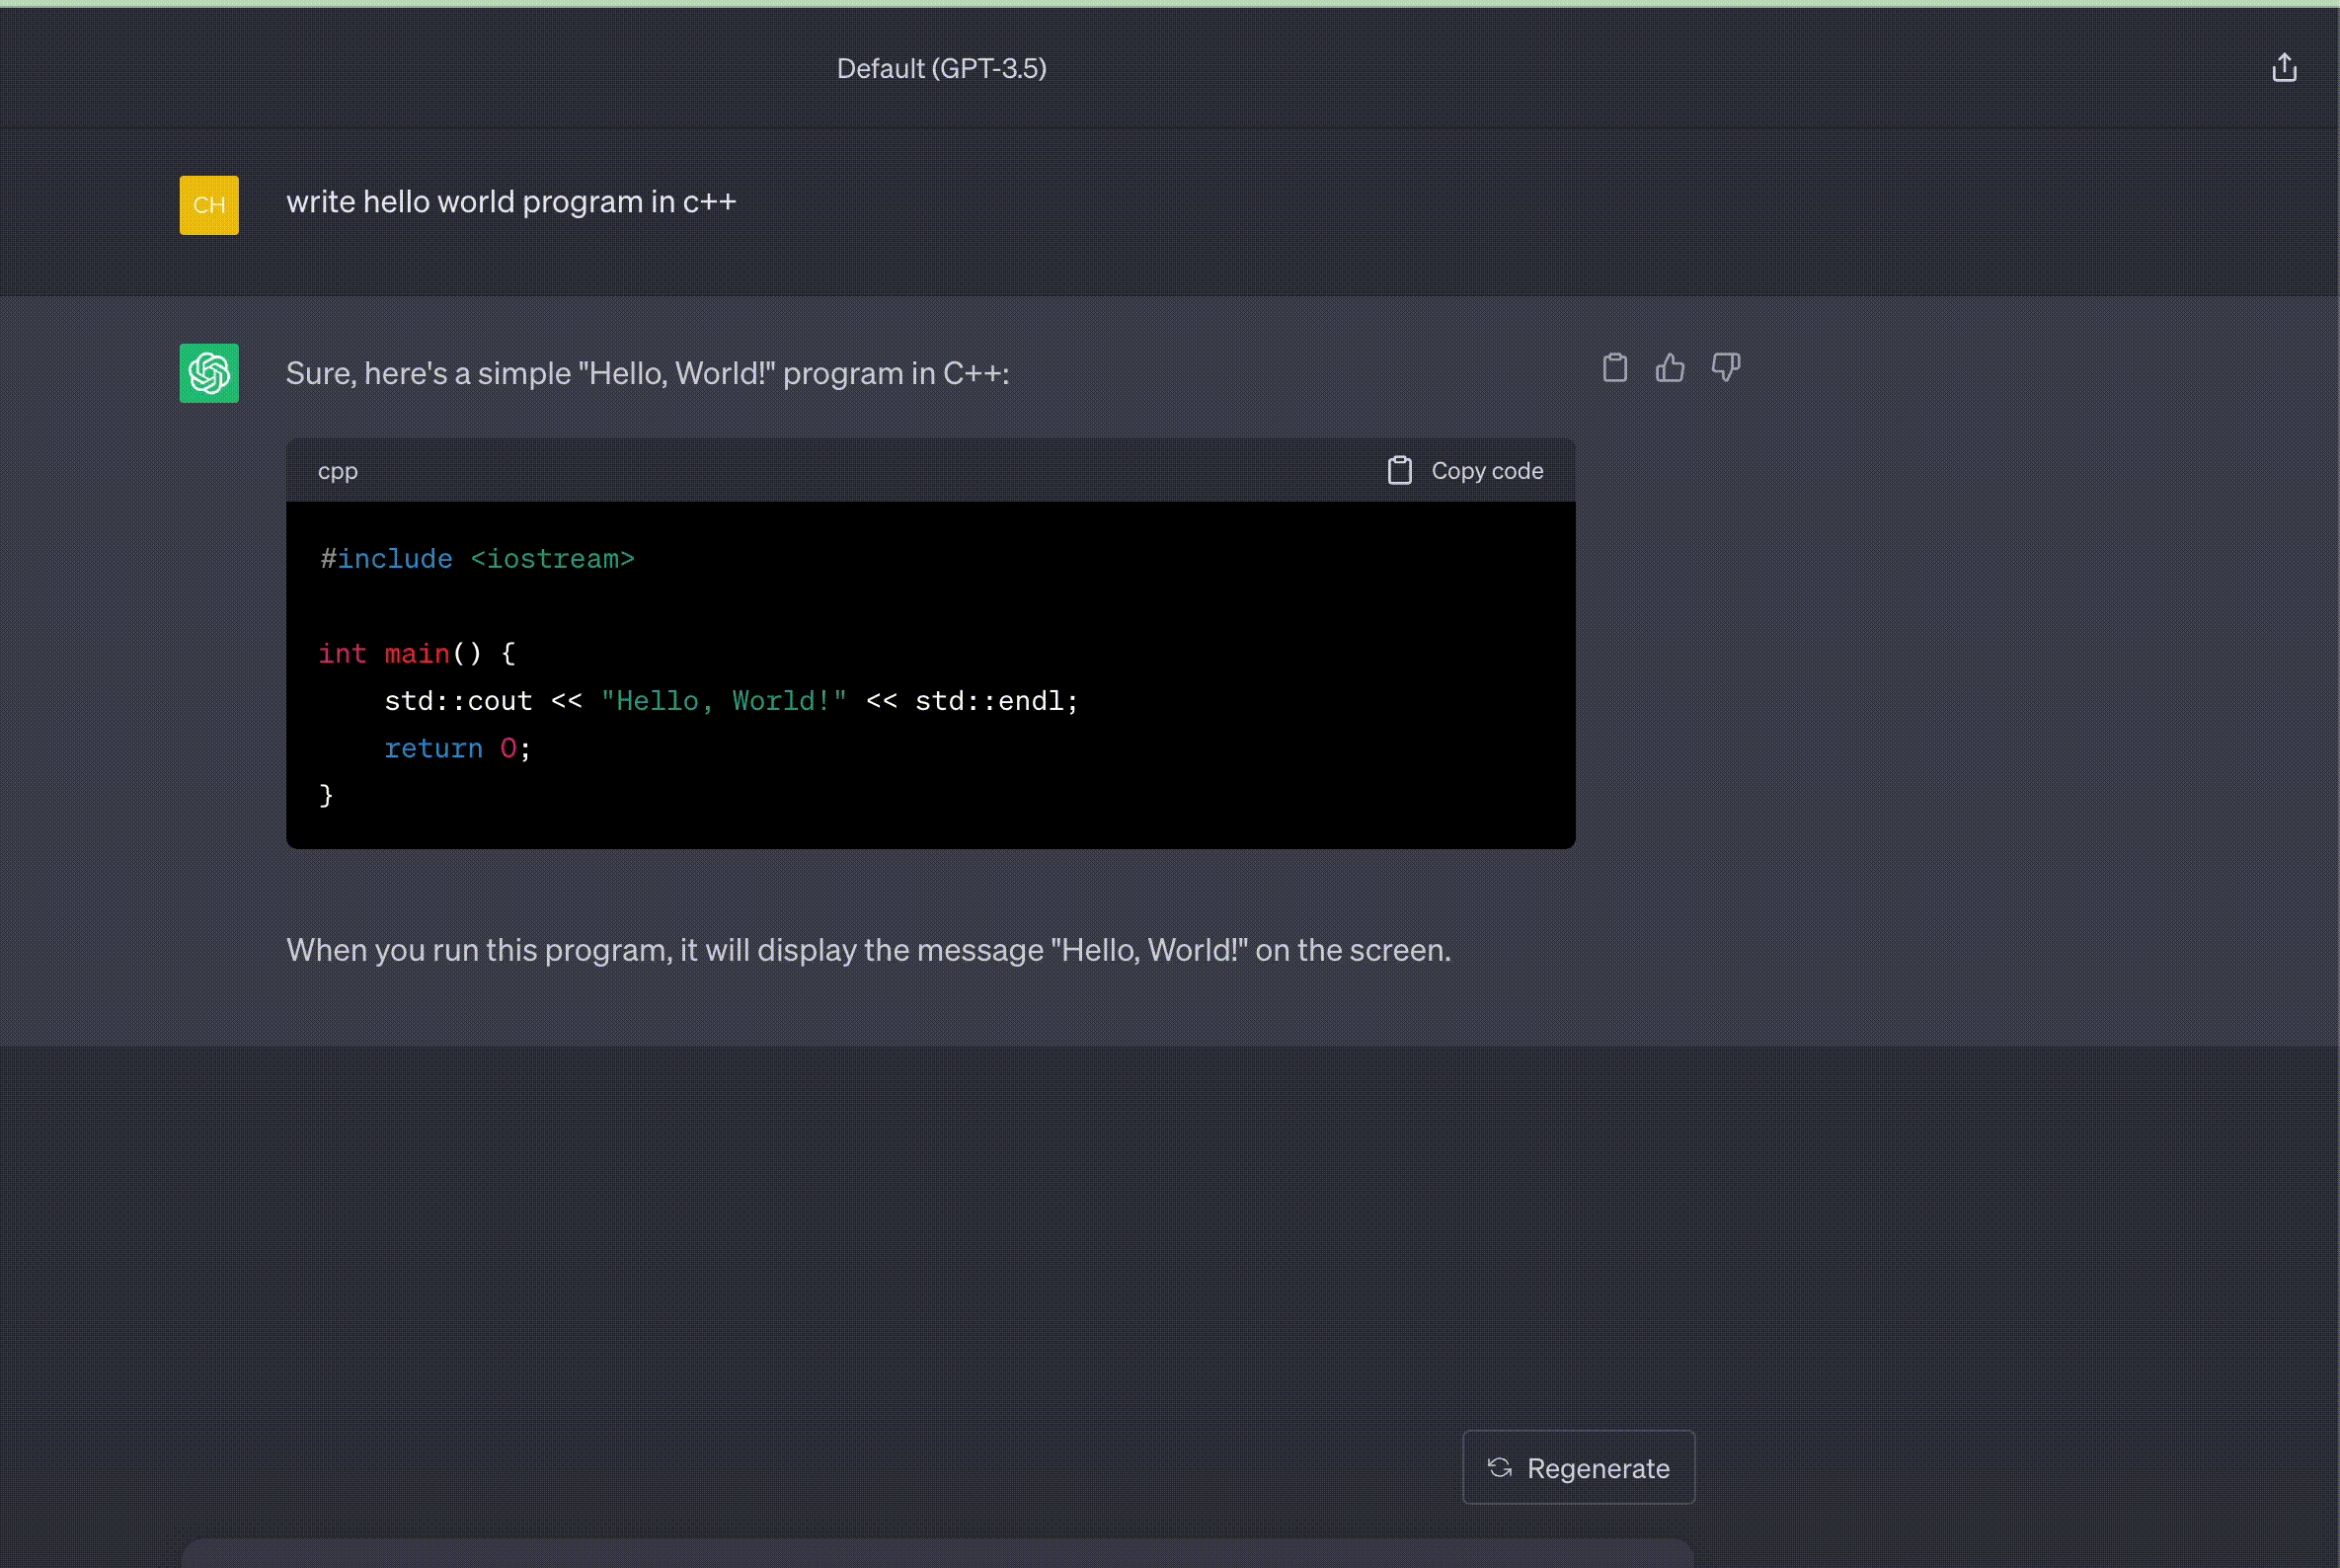 Default (GPT-3.5)
CH
write hello world program in c++
Sure, here's a simple "Hello, World!" program in C++:
cpp
Copy code
#include <iostream>
int main() {
    std::cout << "Hello, World!" << std::endl;
    return 0;
}
When you run this program, it will display the message "Hello, World!" on the screen.
Regenerate